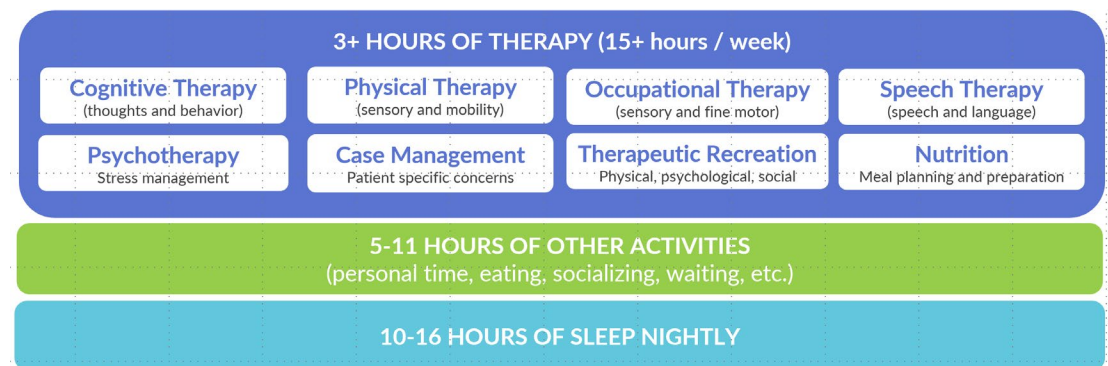 3+ HOURS OF THERAPY (15+ hours / week)
Cognitive Therapy
(thoughts and behavior)
Physical Therapy
(sensory and mobility)
Occupational Therapy
(sensory and fine motor)
Speech Therapy
(speech and language)
Psychotherapy
Stress management
Case Management
Patient specific concerns
Therapeutic Recreation
Physical, psychological, social
Nutrition
Meal planning and preparation
5-11 HOURS OF OTHER ACTIVITIES
(personal time, eating, socializing, waiting, etc.)
10-16 HOURS OF SLEEP NIGHTLY